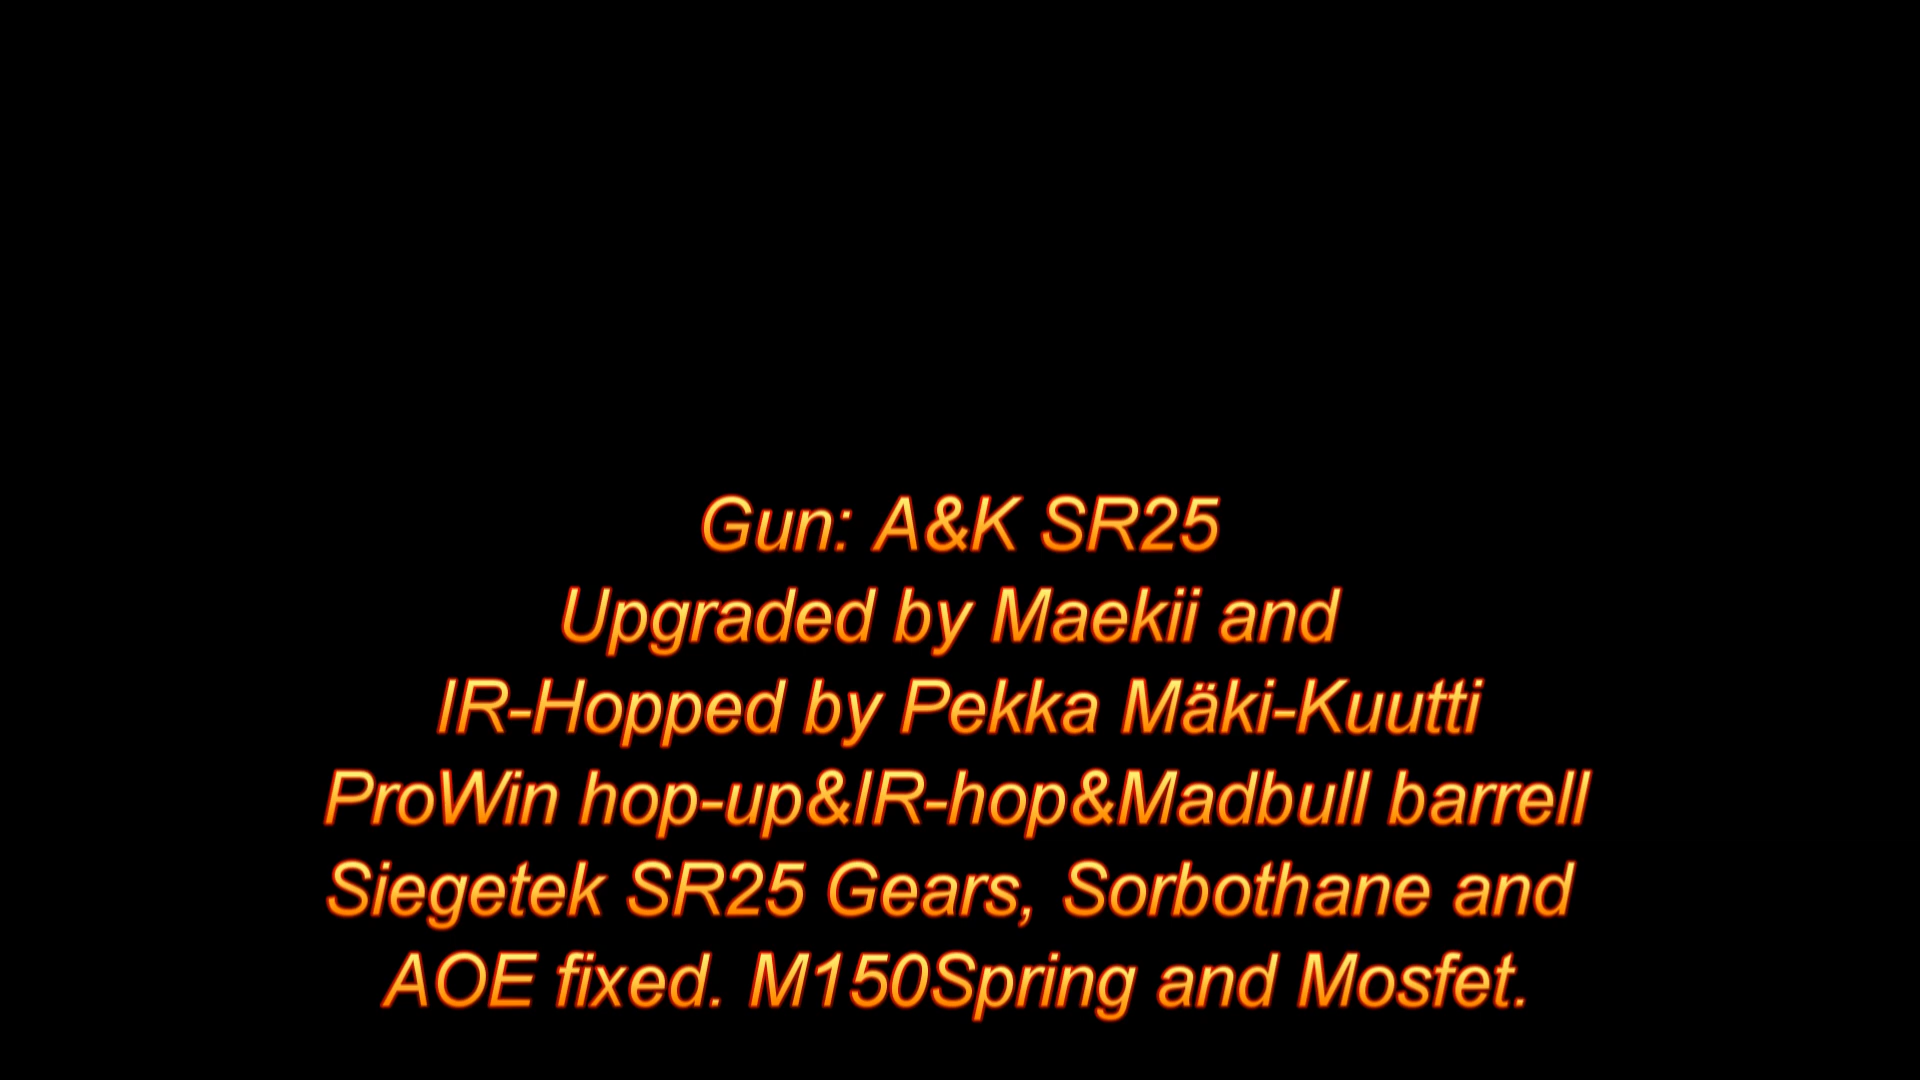 Gun: A&K SR25
Upgraded by Maekii and
IR-Hopped by Pekka Mäki-Kuutti
ProWin hop-up&IR-hop&Madbull barrell
Siegetek SR25 Gears, Sorbothane and
AOE fixed. M150Spring and Mosfet.